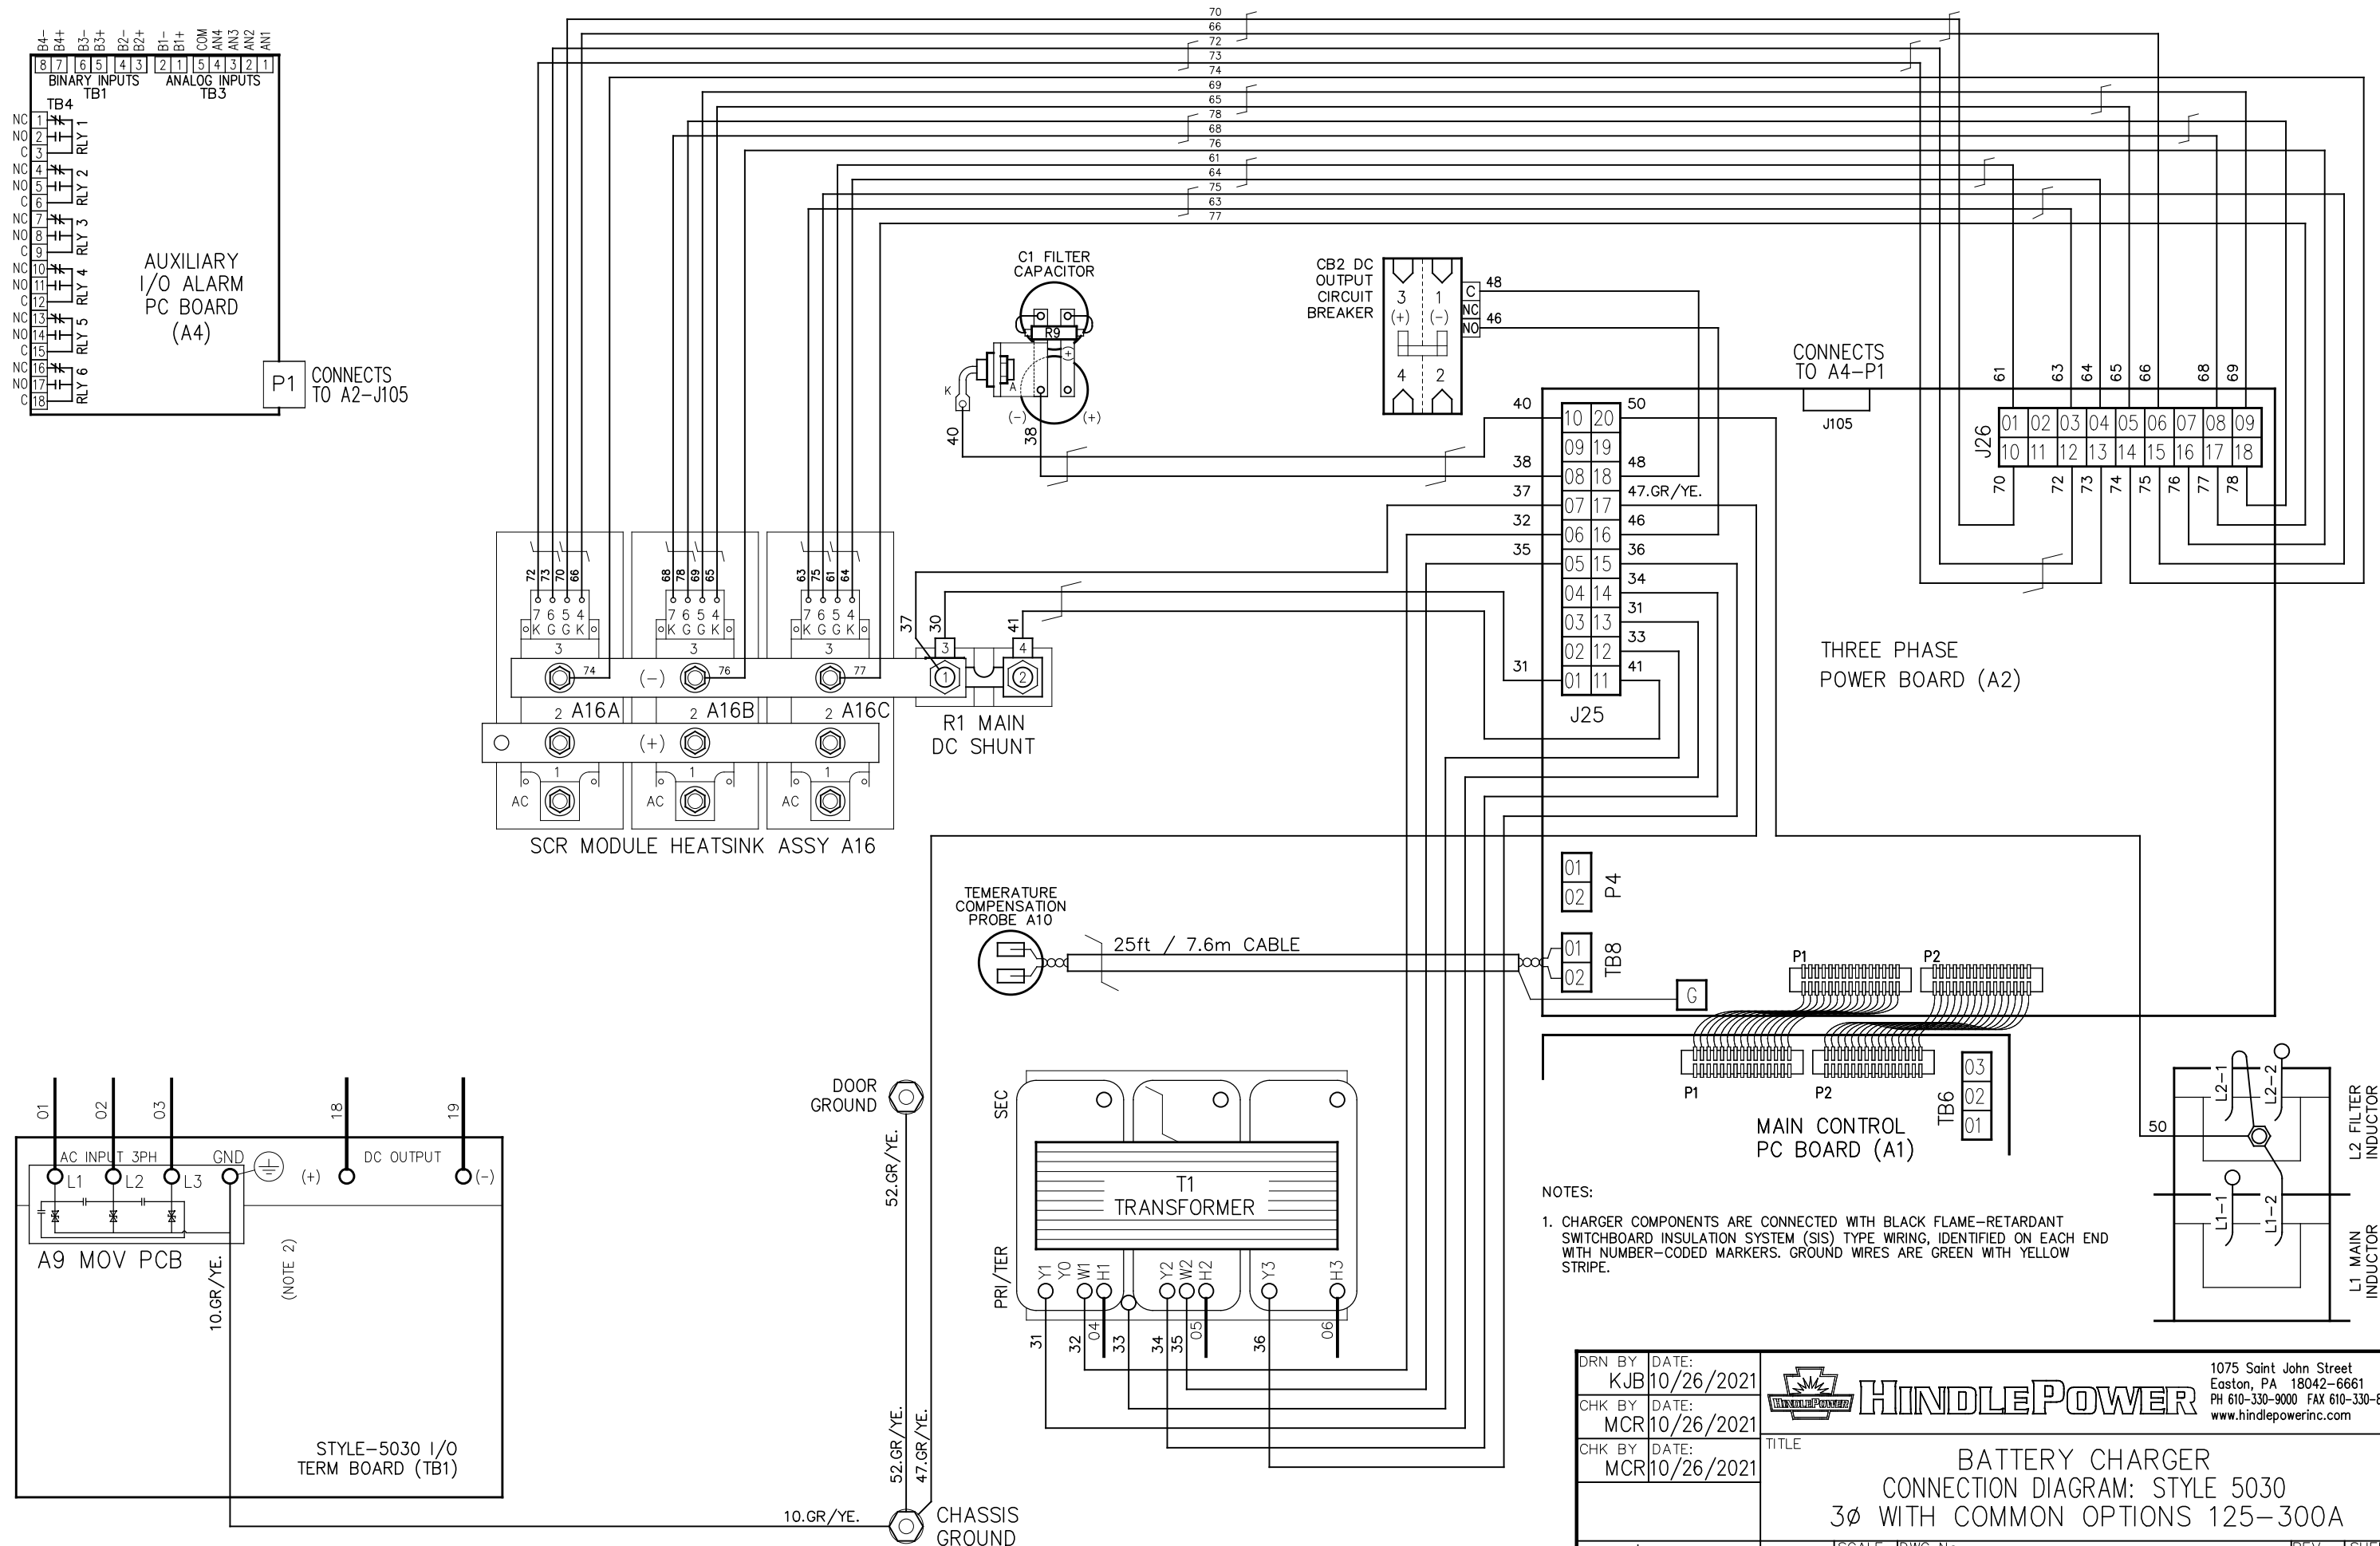 70
66
72
73
74
69
65
78
68
76
61
64
75
63
77
B4- B4+ B3- B3+ B2- B2+ B1- B1+ COM AN4 AN3 AN2 AN1
8 7 6 5 4 3 2 1 5 4 3 2 1
BINARY INPUTS
TB1
ANALOG INPUTS
TB3
TB4
NC 1
NO 2
C 3
RLY 1
NC 4
NO 5
C 6
RLY 2
NC 7
NO 8
C 9
RLY 3
NC 10
NO 11
C 12
RLY 4
NC 13
NO 14
C 15
RLY 5
NC 16
NO 17
C 18
RLY 6
AUXILIARY
I/O ALARM
PC BOARD
(A4)
P1
CONNECTS
TO A2-J105
C1 FILTER
CAPACITOR
R9
+
K
A
(-)
(+)
40
38
CB2 DC
OUTPUT
CIRCUIT
BREAKER
3 1
(+) (-)
4 2
C 48
NC
NO 46
CONNECTS
TO A4-P1
J105
61 63 64 65 66 68 69
J26
01 02 03 04 05 06 07 08 09
10 11 12 13 14 15 16 17 18
70 72 73 74 75 76 77 78
40 10 20 50
09 19
38 08 18 48
37 07 17 47.GR/YE.
32 06 16 46
35 05 15 36
04 14 34
03 13 31
02 12 33
31 01 11 41
J25
THREE PHASE
POWER BOARD (A2)
72 73 70 66
68 78 69 65
63 75 61 64
7 6 5 4
K G G K
7 6 5 4
K G G K
7 6 5 4
K G G K
3
3
3
74
(-)
76
77
2 A16A
2 A16B
2 A16C
(+)
1
1
1
AC
AC
AC
SCR MODULE HEATSINK ASSY A16
37
30
41
3
4
1
2
R1 MAIN
DC SHUNT
01
02
P4
TEMERATURE
COMPENSATION
PROBE A10
25ft / 7.6m CABLE
01
02
TB8
G
P1
P2
P1
P2
TB6
03
02
01
MAIN CONTROL
PC BOARD (A1)
L2-1
L2-2
50
L1-1
L1-2
L2 FILTER
INDUCTOR
L1 MAIN
INDUCTOR
01
02
03
18
19
AC INPUT 3PH
GND
DC OUTPUT
L1
L2
L3
(+)
(-)
A9 MOV PCB
10.GR/YE.
(NOTE 2)
STYLE-5030 I/O
TERM BOARD (TB1)
DOOR
GROUND
52.GR/YE.
52.GR/YE.
47.GR/YE.
10.GR/YE.
CHASSIS
GROUND
SEC
T1
TRANSFORMER
PRI/TER
Y1 Y0 W1 H1 Y2 W2 H2 Y3 H3
31 32 04 33 34 35 05 36 06
NOTES:
1. CHARGER COMPONENTS ARE CONNECTED WITH BLACK FLAME-RETARDANT
SWITCHBOARD INSULATION SYSTEM (SIS) TYPE WIRING, IDENTIFIED ON EACH END
WITH NUMBER-CODED MARKERS. GROUND WIRES ARE GREEN WITH YELLOW
STRIPE.
DRN BY DATE:
KJB 10/26/2021
CHK BY DATE:
MCR 10/26/2021
CHK BY DATE:
MCR 10/26/2021
HINDLEPOWER
HINDLEPOWER
1075 Saint John Street
Easton, PA 18042-6661
PH 610-330-9000 FAX 610-330-8
www.hindlepowerinc.com
TITLE
BATTERY CHARGER
CONNECTION DIAGRAM: STYLE 5030
3ø WITH COMMON OPTIONS 125-300A